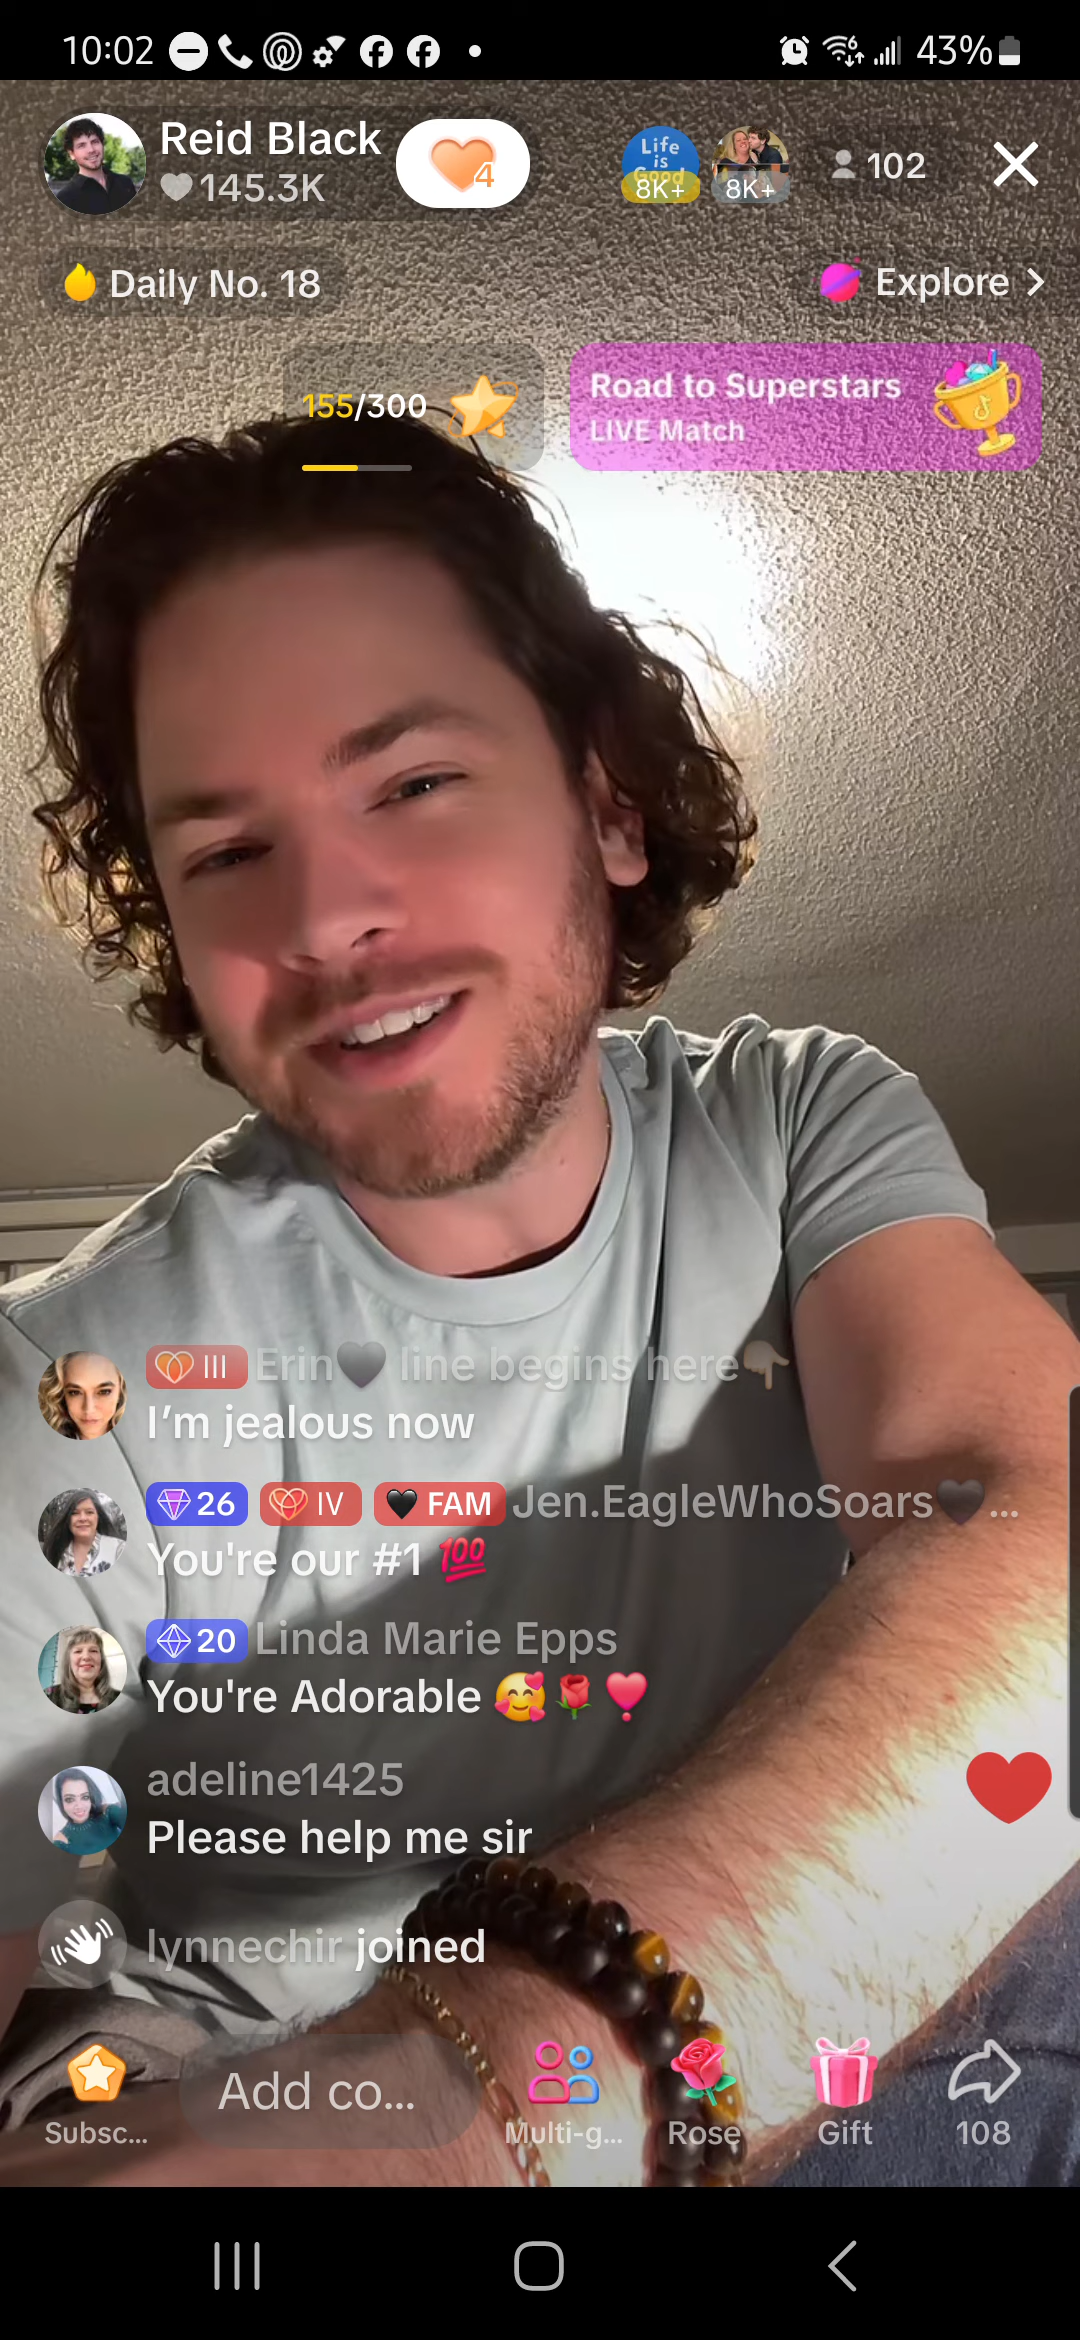 10:02
43%
Reid Black
145.3K
4
Life
is
Good
8K+
8K+
102
Daily No. 18
Explore
155/300
Road to Superstars
LIVE Match
III Erin🖤 line begins here👇
I'm jealous now
26 IV 🖤 FAM Jen.EagleWhoSoars🖤...
You're our #1 💯
20 Linda Marie Epps
You're Adorable 🥰🌹❣️
adeline1425
Please help me sir
lynnechir joined
Add co...
Subsc...
Multi-g...
Rose
Gift
108